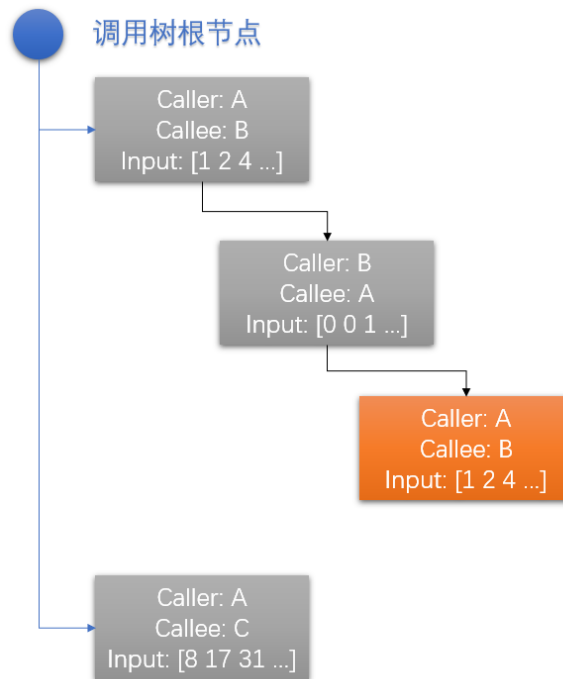 调用树根节点
Caller: A
Callee: B
Input: [1 2 4 ...]
Caller: B
Callee: A
Input: [0 0 1 ...]
Caller: A
Callee: B
Input: [1 2 4 ...]
Caller: A
Callee: C
Input: [8 17 31 ...]